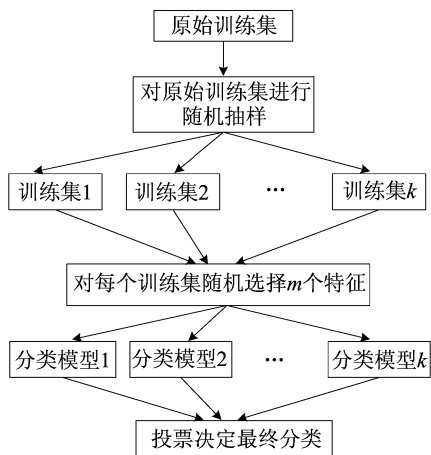 原始训练集
对原始训练集进行
随机抽样
训练集1 训练集2 ··· 训练集k
对每个训练集随机选择m个特征
分类模型1 分类模型2 ··· 分类模型k
投票决定最终分类